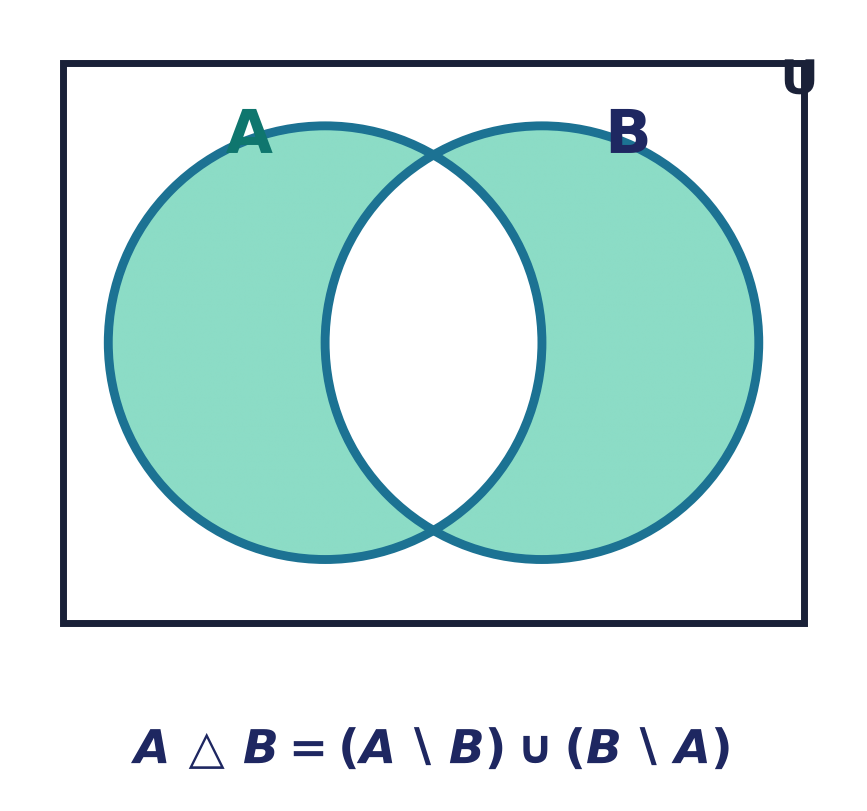 U
A B
A △ B = (A \ B) ∪ (B \ A)